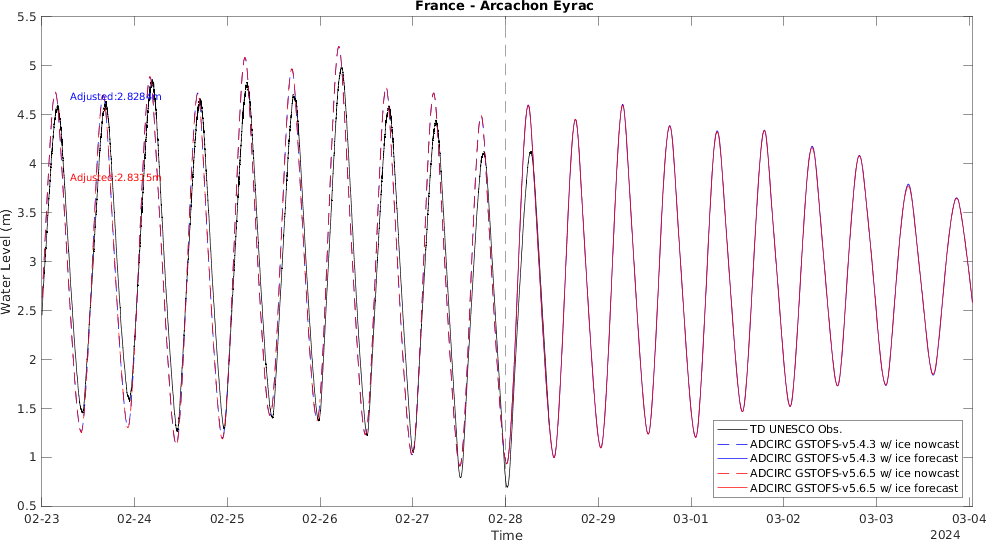 France - Arcachon Eyrac
Water Level (m)
5.5
5
4.5
4
3.5
3
2.5
2
1.5
1
0.5
Adjusted:2.828 m
Adjusted:2.8315m
TD UNESCO Obs.
ADCIRC GSTOFS-v5.4.3 w/ ice nowcast
ADCIRC GSTOFS-v5.4.3 w/ ice forecast
ADCIRC GSTOFS-v5.6.5 w/ ice nowcast
ADCIRC GSTOFS-v5.6.5 w/ ice forecast
02-23 02-24 02-25 02-26 02-27 02-28 02-29 03-01 03-02 03-03 03-04
Time
2024